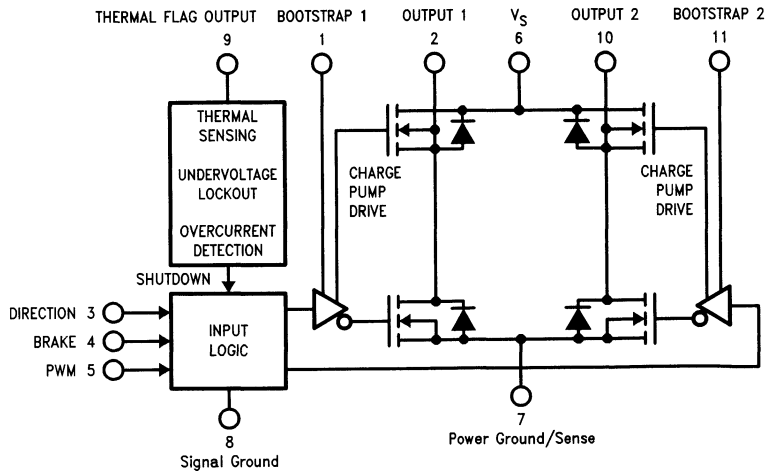 THERMAL FLAG OUTPUT
9
BOOTSTRAP 1
1
OUTPUT 1
2
VS
6
OUTPUT 2
10
BOOTSTRAP 2
11
THERMAL
SENSING
UNDERVOLTAGE
LOCKOUT
OVERCURRENT
DETECTION
CHARGE
PUMP
DRIVE
CHARGE
PUMP
DRIVE
SHUTDOWN
DIRECTION 3
BRAKE 4
PWM 5
INPUT
LOGIC
8
Signal Ground
7
Power Ground/Sense